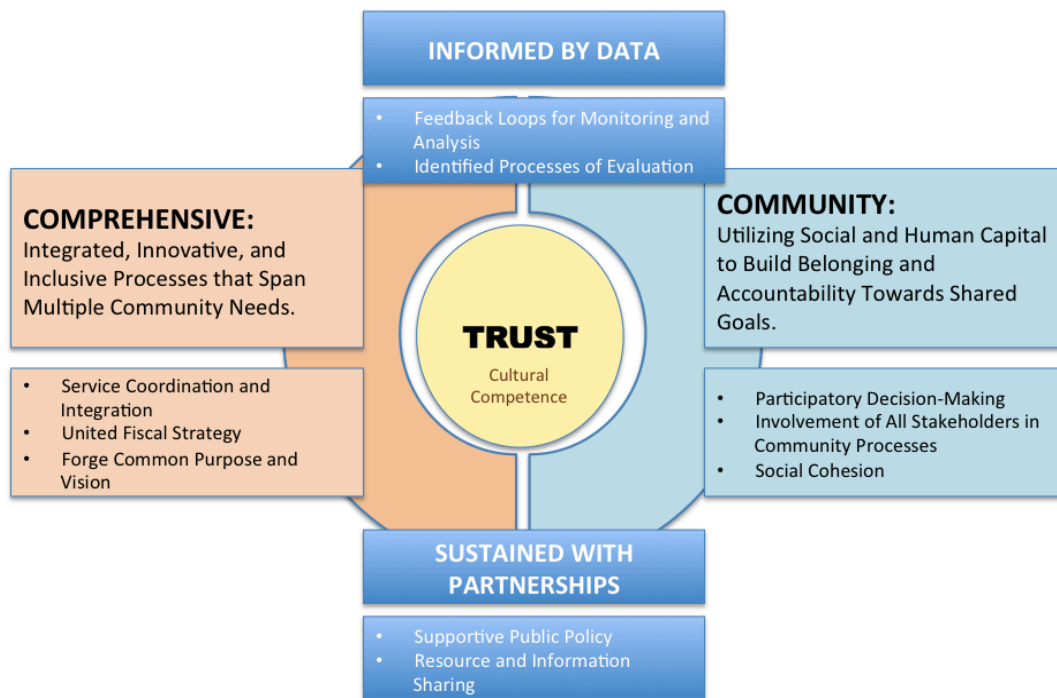 INFORMED BY DATA
• Feedback Loops for Monitoring and
Analysis
• Identified Processes of Evaluation
COMPREHENSIVE:
Integrated, Innovative, and
Inclusive Processes that Span
Multiple Community Needs.
• Service Coordination and
Integration
• United Fiscal Strategy
• Forge Common Purpose and
Vision
TRUST
Cultural
Competence
COMMUNITY:
Utilizing Social and Human Capital
to Build Belonging and
Accountability Towards Shared
Goals.
• Participatory Decision-Making
• Involvement of All Stakeholders in
Community Processes
• Social Cohesion
SUSTAINED WITH
PARTNERSHIPS
• Supportive Public Policy
• Resource and Information
Sharing